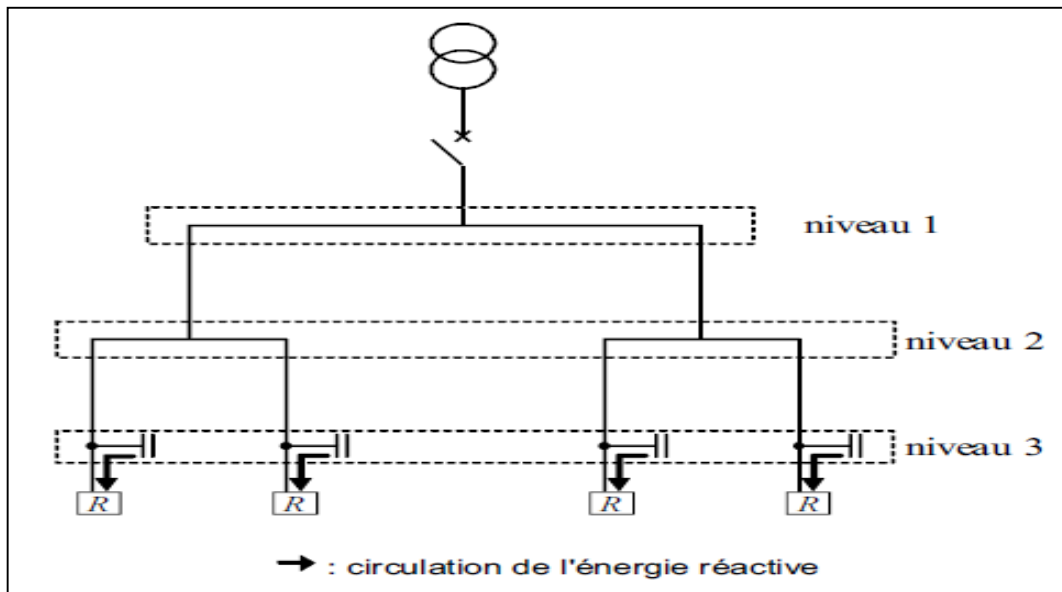 niveau 1
niveau 2
niveau 3
R R R R
: circulation de l'énergie réactive